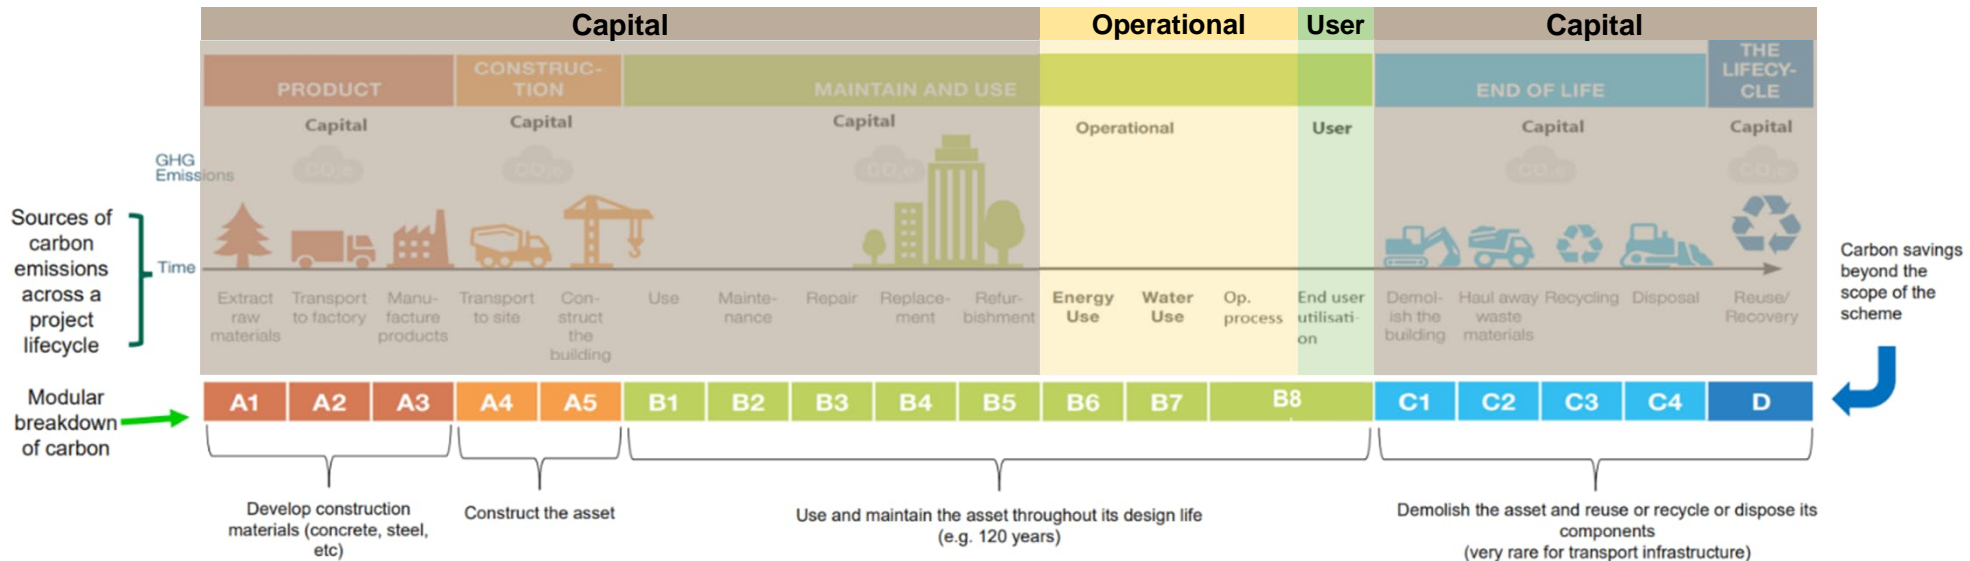 Capital
Operational
User
Capital
PRODUCT
CONSTRUC-
TION
MAINTAIN AND USE
END OF LIFE
THE
LIFECY-
CLE
Capital
Capital
Capital
Operational
User
Capital
Capital
GHG
Emissions
CO₂e
CO₂e
CO₂e
CO₂e
CO₂e
Sources of
carbon
emissions
across a
project
lifecycle
Time
Extract
raw
materials
Transport
to factory
Manu-
facture
products
Transport
to site
Con-
struct
the
building
Use
Mainte-
nance
Repair
Replace-
ment
Refur-
bishment
Energy
Use
Water
Use
Op.
process
End user
utilisati-
on
Demol-
ish the
building
Haul away
waste
materials
Recycling
Disposal
Reuse/
Recovery
Carbon savings
beyond the
scope of the
scheme
Modular
breakdown
of carbon
A1
A2
A3
A4
A5
B1
B2
B3
B4
B5
B6
B7
B8
C1
C2
C3
C4
D
Develop construction
materials (concrete, steel,
etc)
Construct the asset
Use and maintain the asset throughout its design life
(e.g. 120 years)
Demolish the asset and reuse or recycle or dispose its
components
(very rare for transport infrastructure)